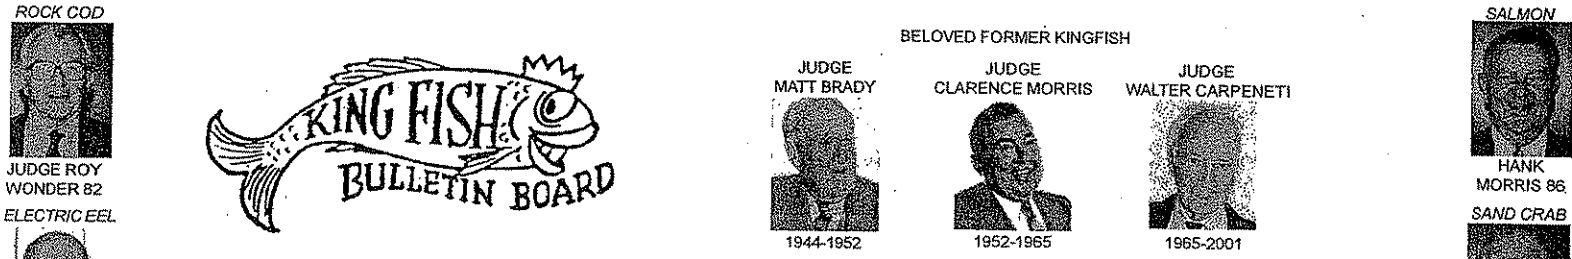 ROCK COD
JUDGE ROY
WONDER 82
ELECTRIC EEL
KING FISH
BULLETIN BOARD
BELOVED FORMER KINGFISH
JUDGE
MATT BRADY
1944-1952
JUDGE
CLARENCE MORRIS
1952-1965
JUDGE
WALTER CARPENETI
1965-2001
SALMON
HANK
MORRIS 86
SAND CRAB